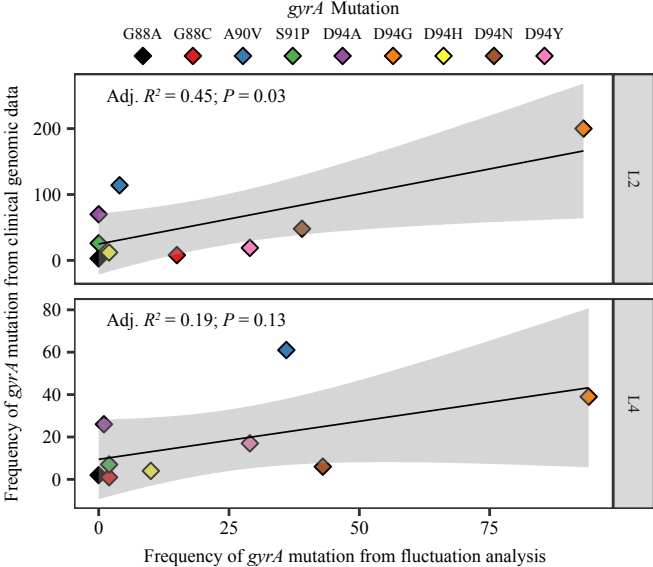 gyrA Mutation
G88A G88C A90V S91P D94A D94G D94H D94N D94Y
Frequency of gyrA mutation from clinical genomic data
Adj. R² = 0.45; P = 0.03
200
100
0
L2
Adj. R² = 0.19; P = 0.13
80
60
40
20
0
L4
0 25 50 75
Frequency of gyrA mutation from fluctuation analysis